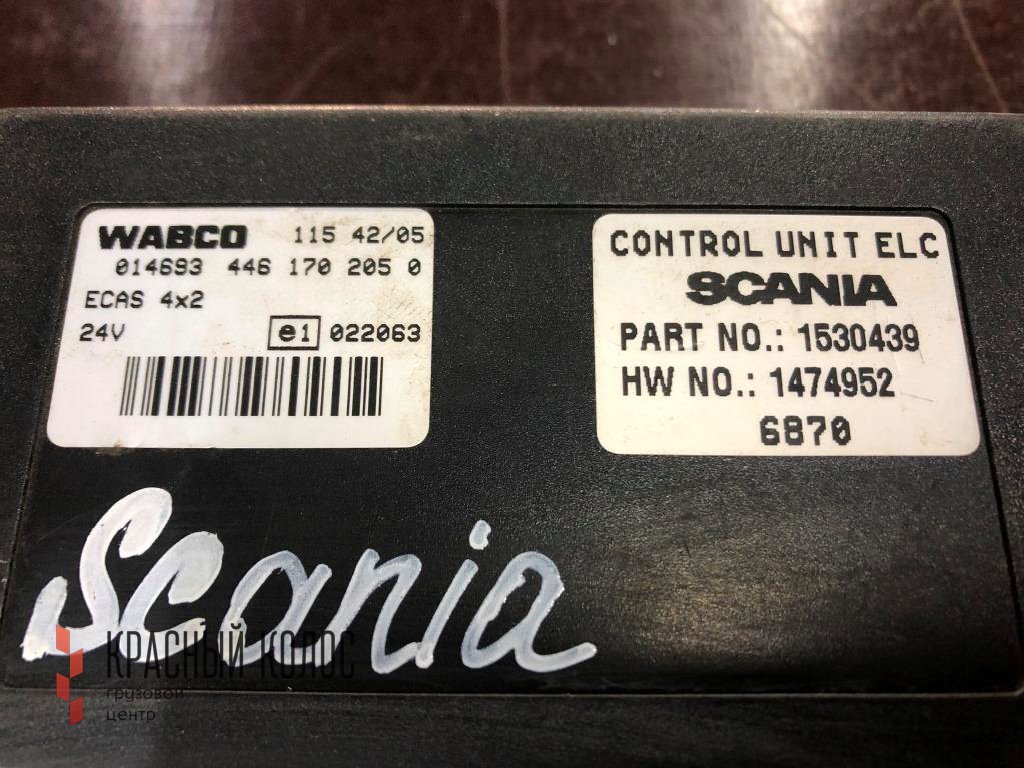 WABCO 115 42/05
014693 446 170 205 0
ECAS 4x2
24V e1 022063
CONTROL UNIT ELC
SCANIA
PART NO.: 1530439
HW NO.: 1474952
6870
Scania
КРАСНЫЙ КОЛОС
грузовой
центр